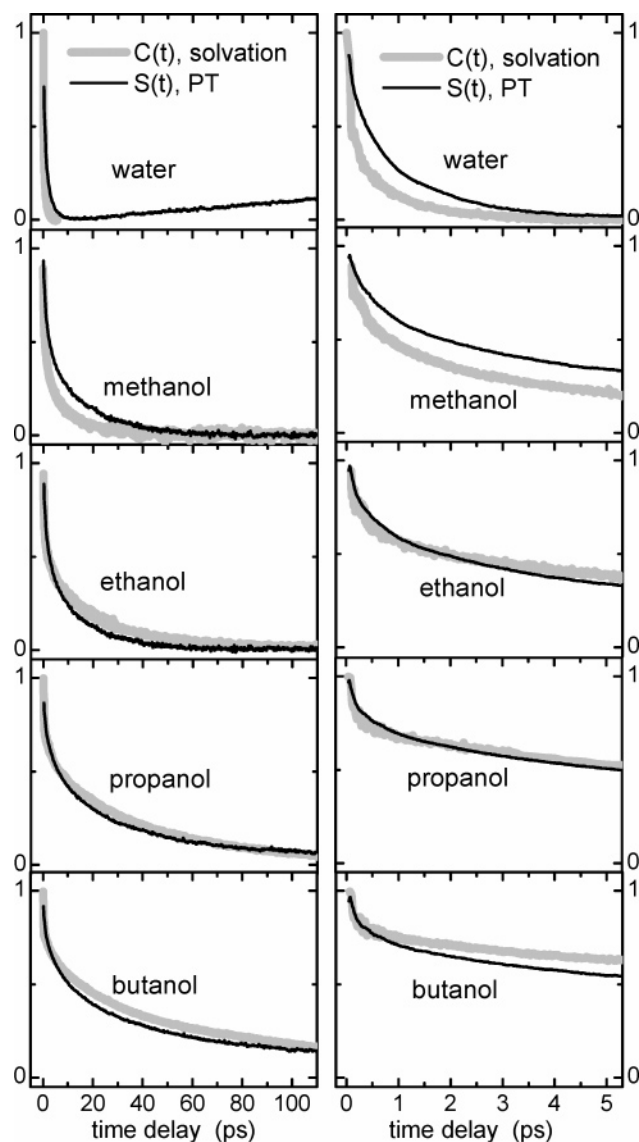 C(t), solvation
S(t), PT
water
C(t), solvation
S(t), PT
water
1
0
1
methanol
methanol
1
0
0
1
ethanol
ethanol
1
0
0
1
propanol
propanol
1
0
0
1
butanol
butanol
1
0
0
0 20 40 60 80 100
0 1 2 3 4 5
time delay (ps)
time delay (ps)